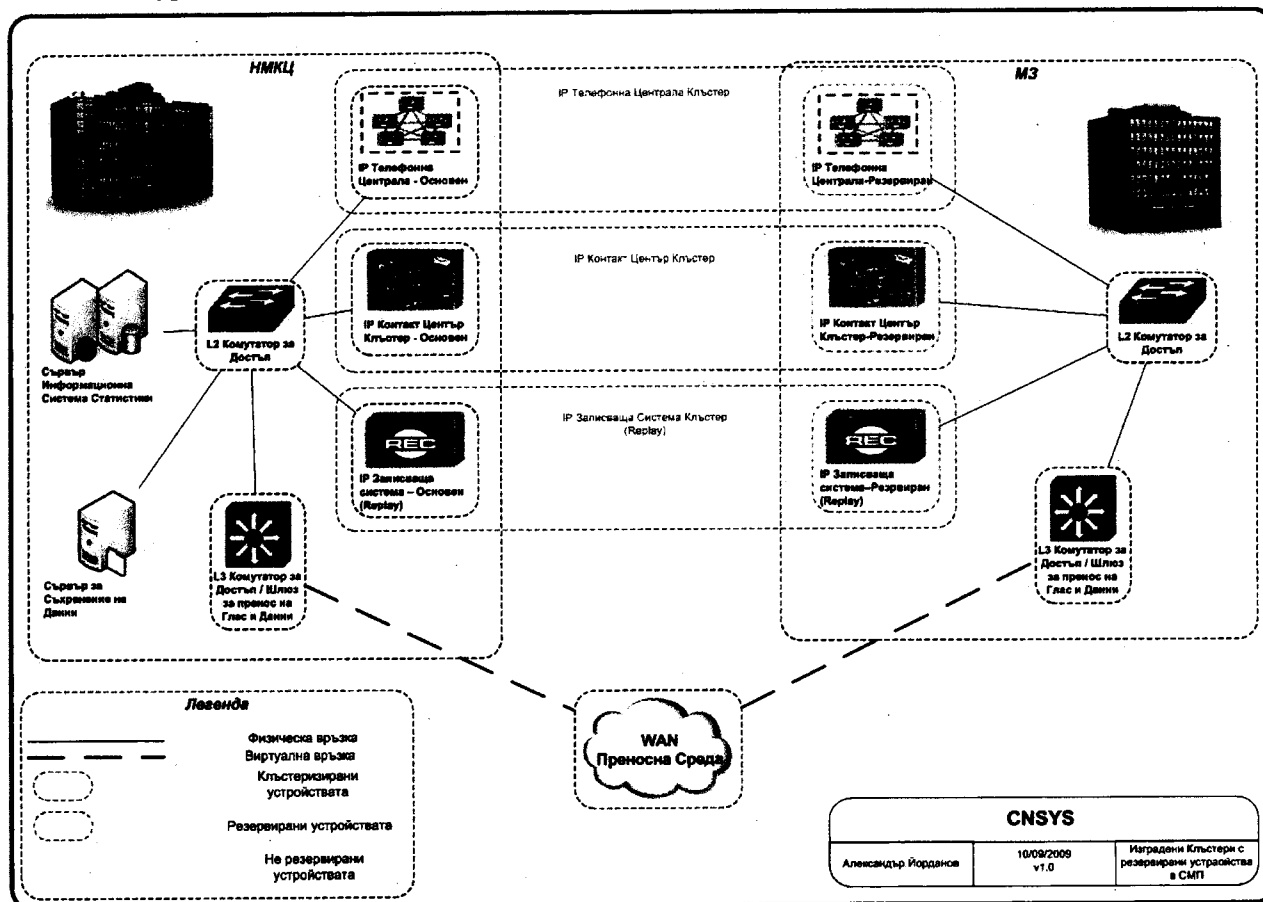 НМКЦ
МЗ
IP Телефонна Централа Клъстер
IP Телефонна
Централа - Основен
IP Телефонна
Централа-Резервиран
IP Контакт Център Клъстер
IP Контакт Център
Клъстер - Основен
IP Контакт Център
Клъстер-Резервиран
L2 Комутатор за
Достъп
L2 Комутатор за
Достъп
Сървър
Информационна
Система Статистики
IP Записваща Система Клъстер
(Replay)
REC
IP Записваща
система – Основен
(Replay)
REC
IP Записваща
система–Резрвиран
(Replay)
Сървър за
Съхранение на
Данни
L3 Комутатор за
Достъп / Шлюз
за пренос на
Глас и Данни
L3 Комутатор за
Достъп / Шлюз
за пренос на
Глас и Данни
WAN
Преносна Среда
Легенда
Физическа връзка
Виртуална връзка
Клъстеризирани
устройствата
Резервирани устройствата
Не резервирани
устройствата
CNSYS
Александър Йорданов
10/09/2009
v1.0
Изградени Клъстери с
резервирани устройства
в СМП